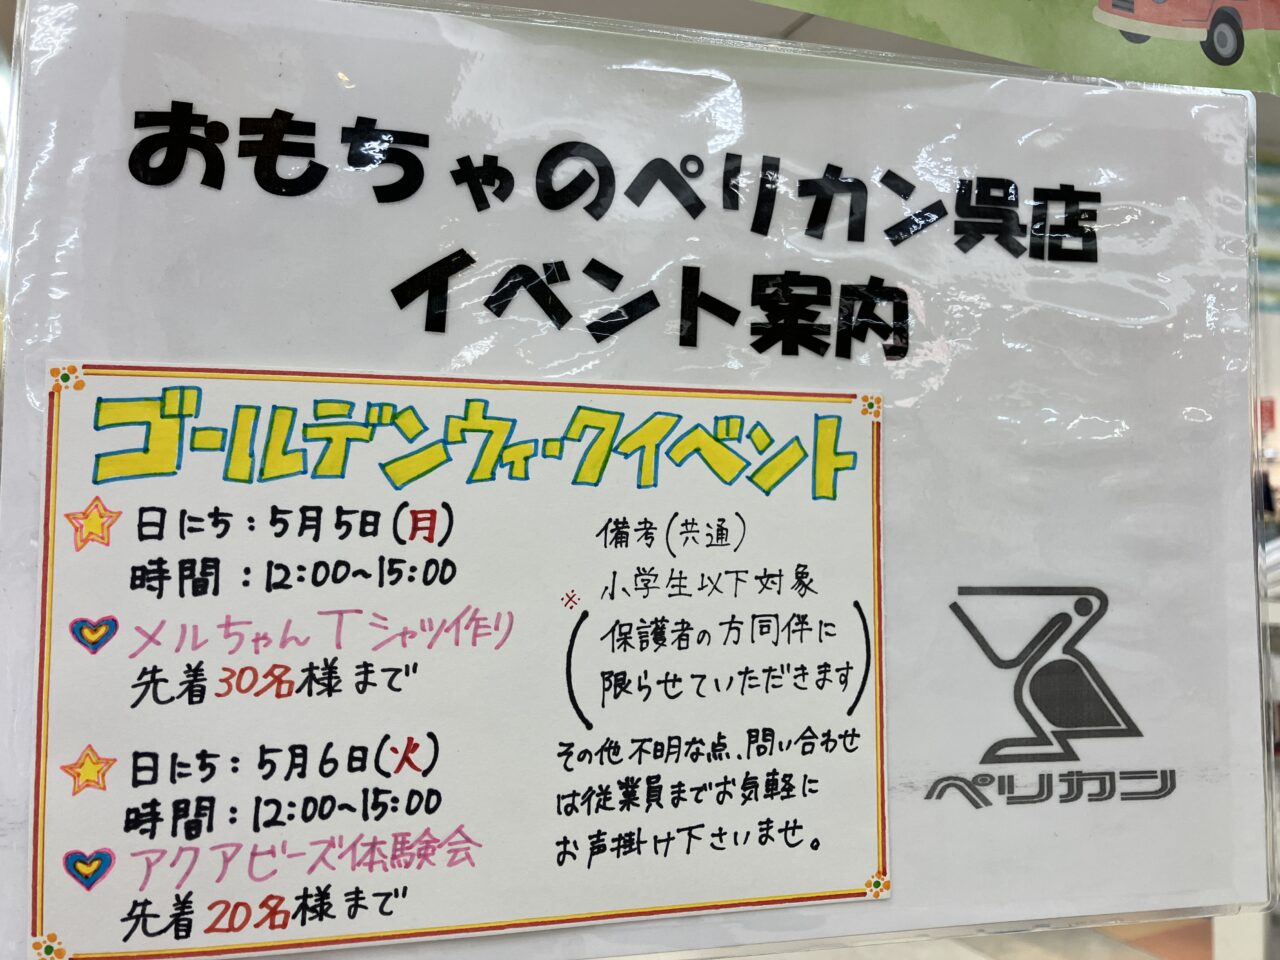 おもちゃのペリカン呉店
イベント案内
ゴールデンウィークイベント
日にち:5月5日(月)
時間:12:00~15:00
メルちゃんTシャツ作り
先着30名様まで
日にち:5月6日(火)
時間:12:00~15:00
アクアビーズ体験会
先着20名様まで
備考(共通)
※小学生以下対象
(保護者の方同伴に
限らせていただきます)
その他不明な点、問い合わせ
は従業員までお気軽に
お声掛け下さいませ。
ペリカン